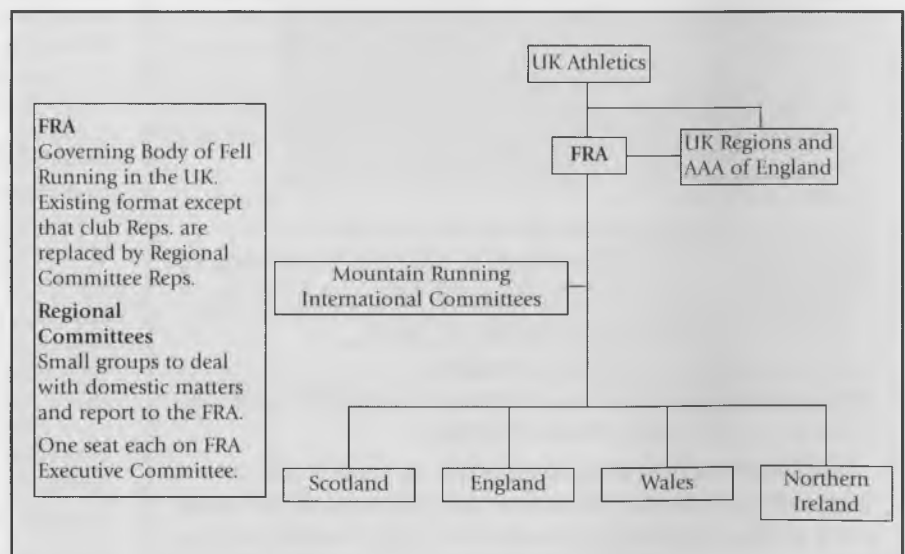 FRA
Governing Body of Fell
Running in the UK.
Existing format except
that club Reps. are
replaced by Regional
Committee Reps.
Regional
Committees
Small groups to deal
with domestic matters
and report to the FRA.
One seat each on FRA
Executive Committee.
UK Athletics
FRA
UK Regions and
AAA of England
Mountain Running
International Committees
Scotland
England
Wales
Northern
Ireland